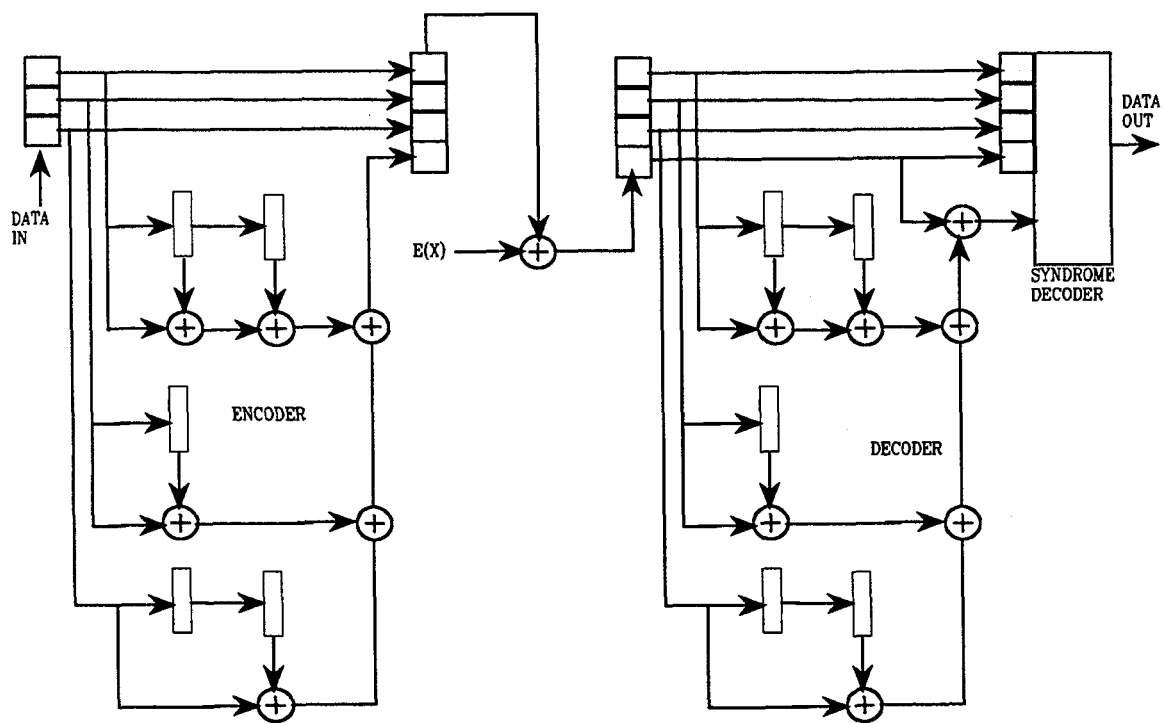 DATA
OUT
DATA
IN
E(X)
SYNDROME
DECODER
ENCODER
DECODER